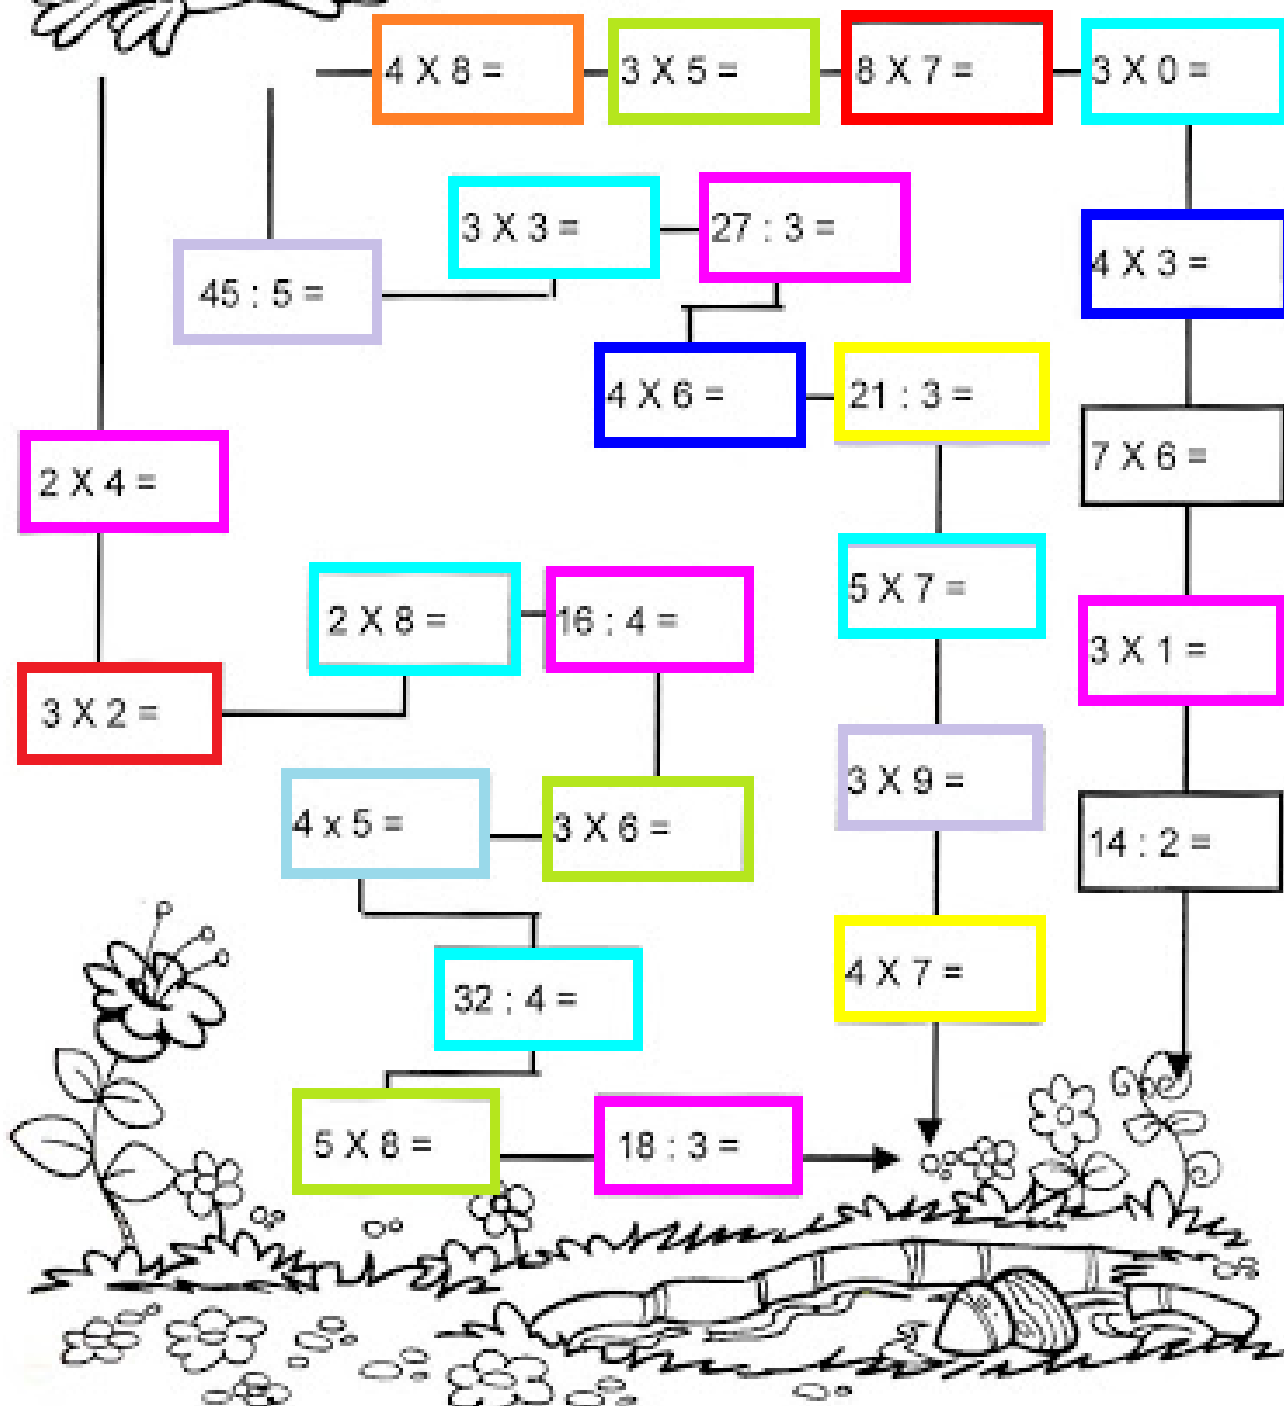 4 X 8 =
3 X 5 =
8 X 7 =
3 X 0 =
3 X 3 =
27 : 3 =
4 X 3 =
45 : 5 =
4 X 6 =
21 : 3 =
7 X 6 =
2 X 4 =
5 X 7 =
2 X 8 =
16 : 4 =
3 X 1 =
3 X 2 =
3 X 9 =
4 x 5 =
3 X 6 =
14 : 2 =
4 X 7 =
32 : 4 =
5 X 8 =
18 : 3 =